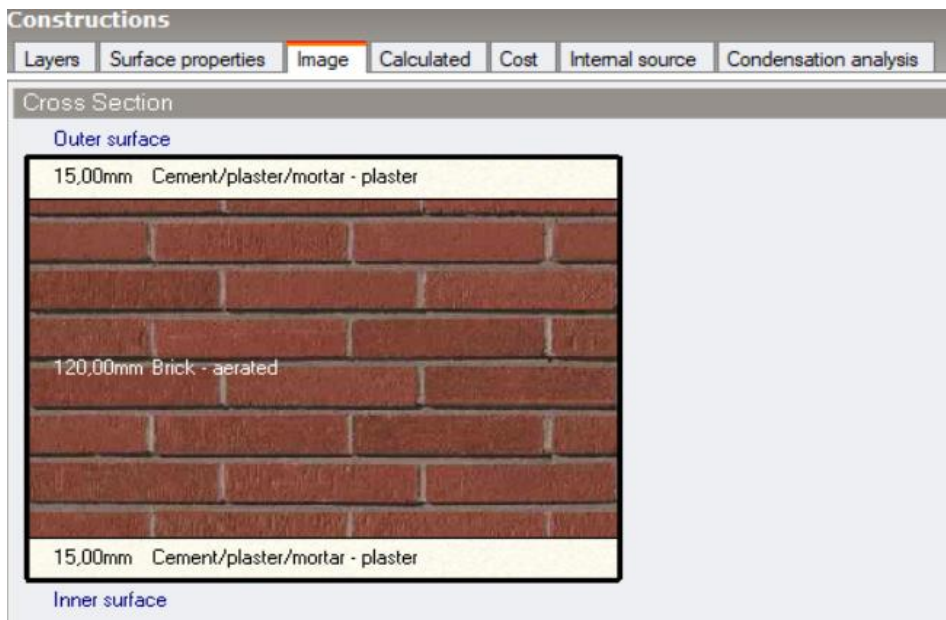 Constructions
Layers Surface properties Image Calculated Cost Internal source Condensation analysis
Cross Section
Outer surface
15,00mm Cement/plaster/mortar - plaster
120,00mm Brick - aerated
15,00mm Cement/plaster/mortar - plaster
Inner surface